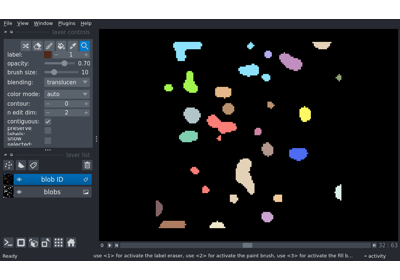 File View Window Plugins Help
layer controls
label: 1
opacity: 0.70
brush size: 10
blending: translucen
color mode: auto
contour: 0
n edit dim: 2
contiguous:
preserve labels:
show selected:
layer list
blob ID
blobs
32 63
Ready use <1> for activate the label eraser, use <2> for activate the paint brush, use <3> for activate the fill b... activity